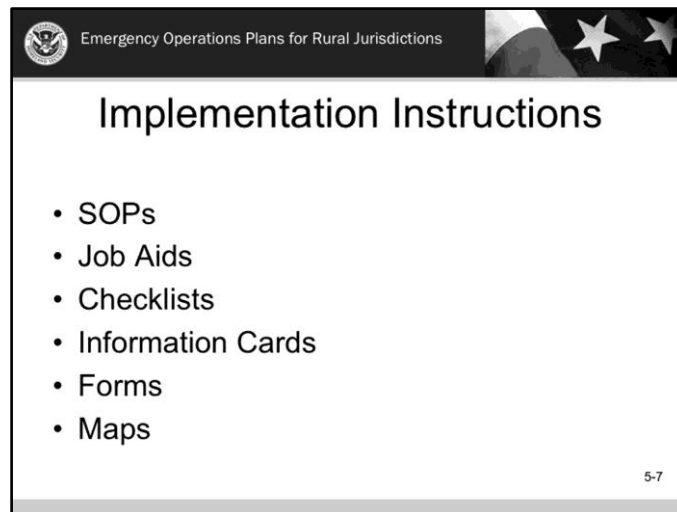 Emergency Operations Plans for Rural Jurisdictions
Implementation Instructions
• SOPs
• Job Aids
• Checklists
• Information Cards
• Forms
• Maps
5-7